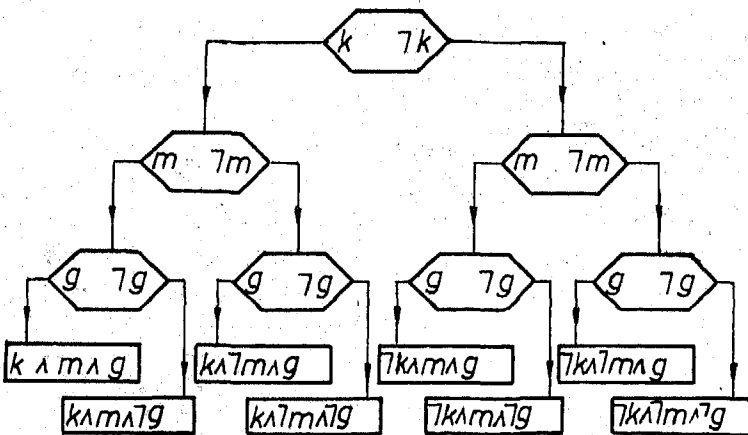 k ¬k
m ¬m m ¬m
g ¬g g ¬g g ¬g g ¬g
k ∧ m ∧ g k∧¬m∧g ¬k∧m∧g ¬k∧¬m∧g
k∧m∧¬g k∧¬m∧¬g ¬k∧m∧¬g ¬k∧¬m∧¬g